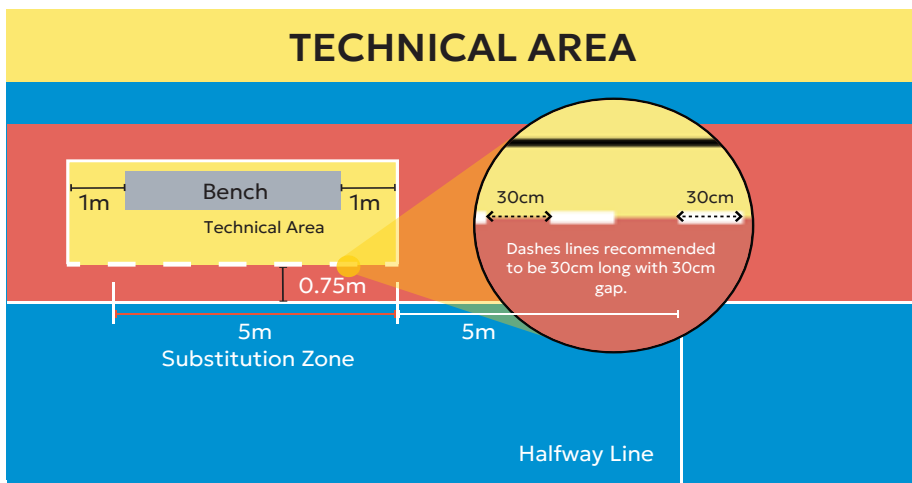 TECHNICAL AREA
1m
Bench
1m
Technical Area
0.75m
30cm
30cm
Dashes lines recommended
to be 30cm long with 30cm
gap.
5m
5m
Substitution Zone
Halfway Line